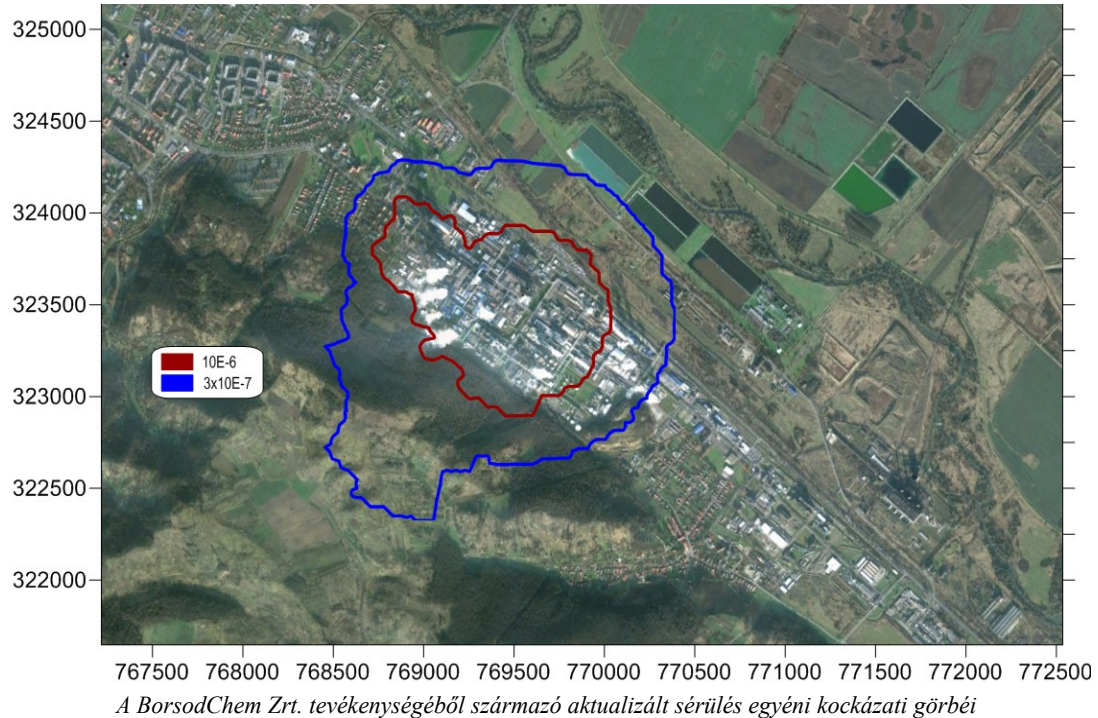 325000
324500
324000
323500
323000
322500
322000
10E-6
3x10E-7
767500 768000 768500 769000 769500 770000 770500 771000 771500 772000 772500
A BorsodChem Zrt. tevékenységéből származó aktualizált sérülés egyéni kockázati görbéi